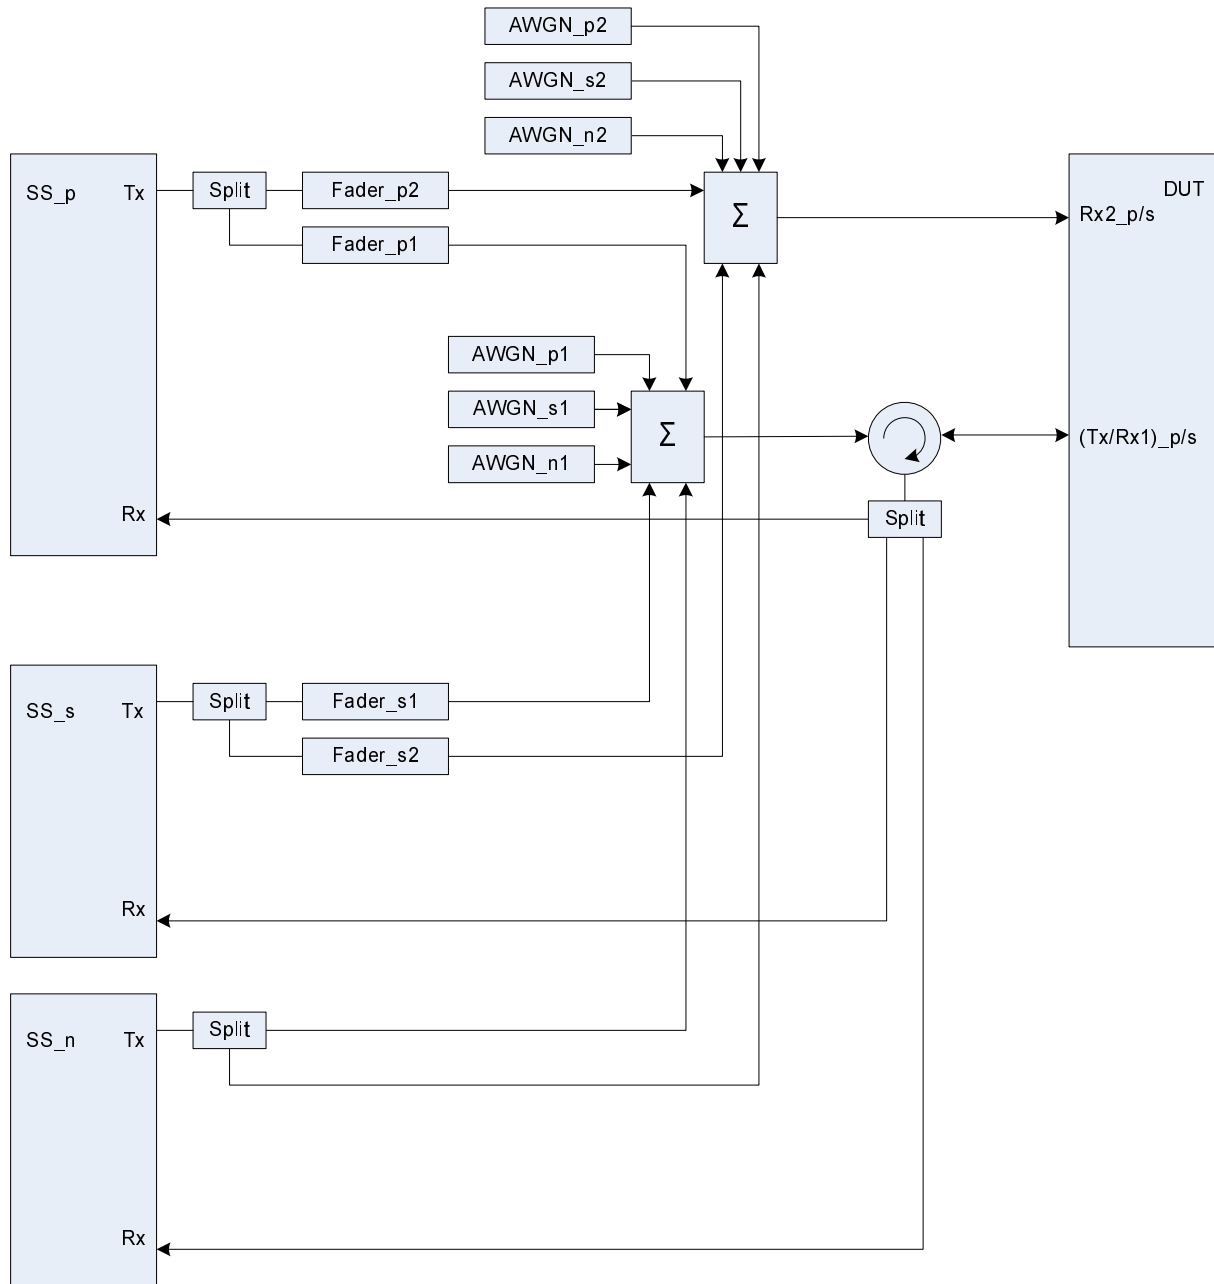 AWGN_p2
AWGN_s2
AWGN_n2
SS_p Tx
Split
Fader_p2
Σ
DUT
Rx2_p/s
Fader_p1
AWGN_p1
AWGN_s1
AWGN_n1
Σ
(Tx/Rx1)_p/s
Rx
Split
SS_s Tx
Split
Fader_s1
Fader_s2
Rx
SS_n Tx
Split
Rx